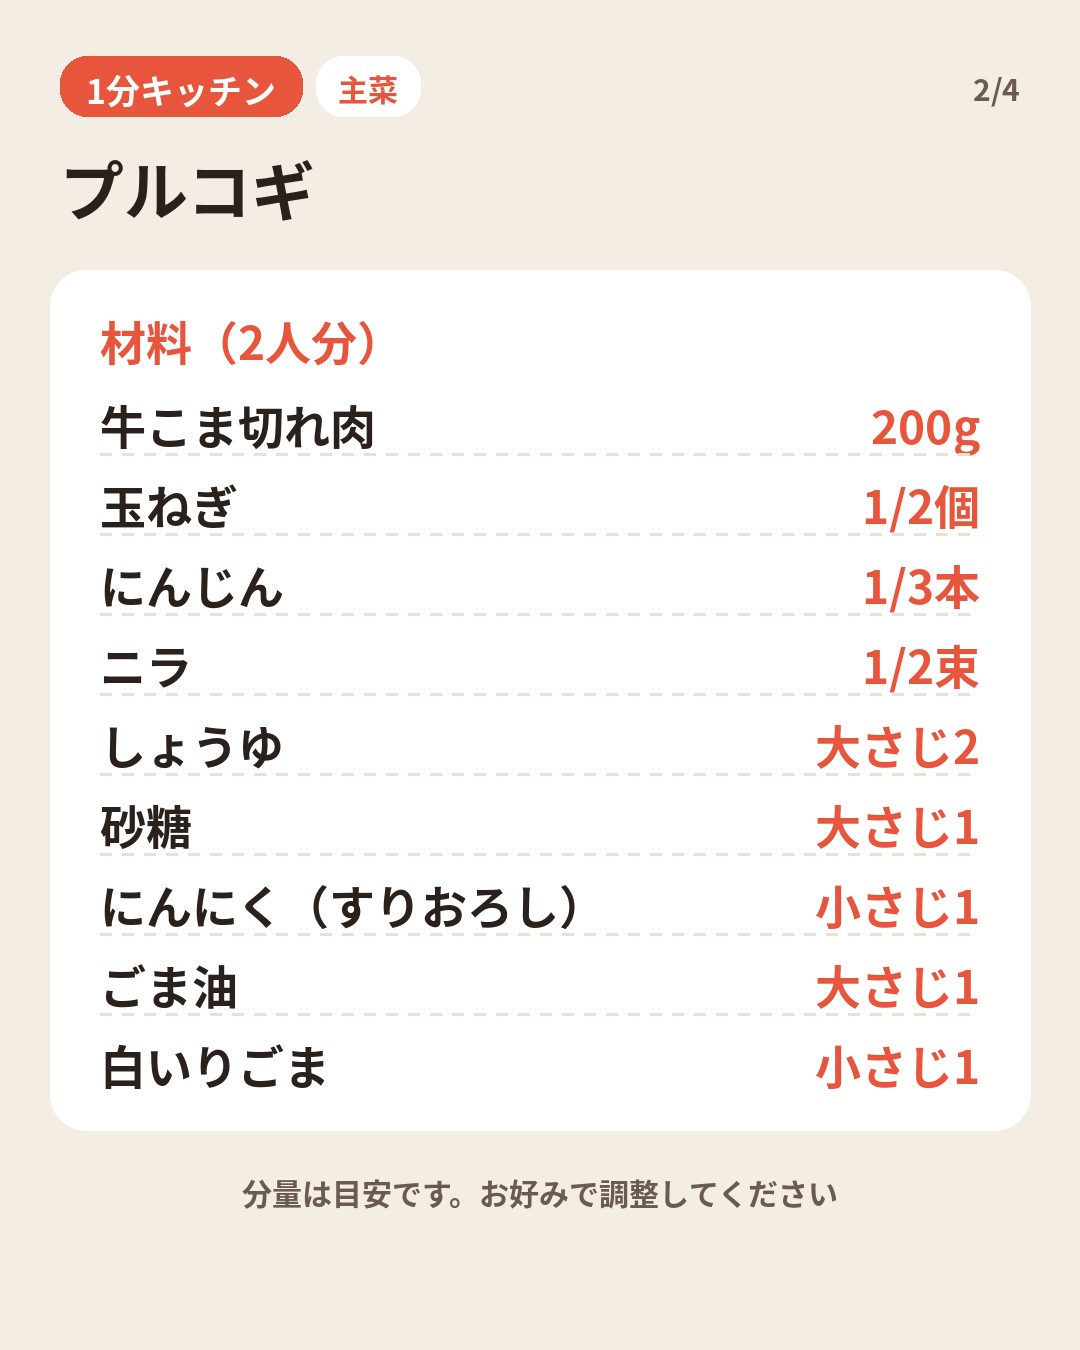 1分キッチン 主菜 2/4
プルコギ
材料（2人分）
牛こま切れ肉 200g
玉ねぎ 1/2個
にんじん 1/3本
ニラ 1/2束
しょうゆ 大さじ2
砂糖 大さじ1
にんにく（すりおろし） 小さじ1
ごま油 大さじ1
白いりごま 小さじ1
分量は目安です。お好みで調整してください